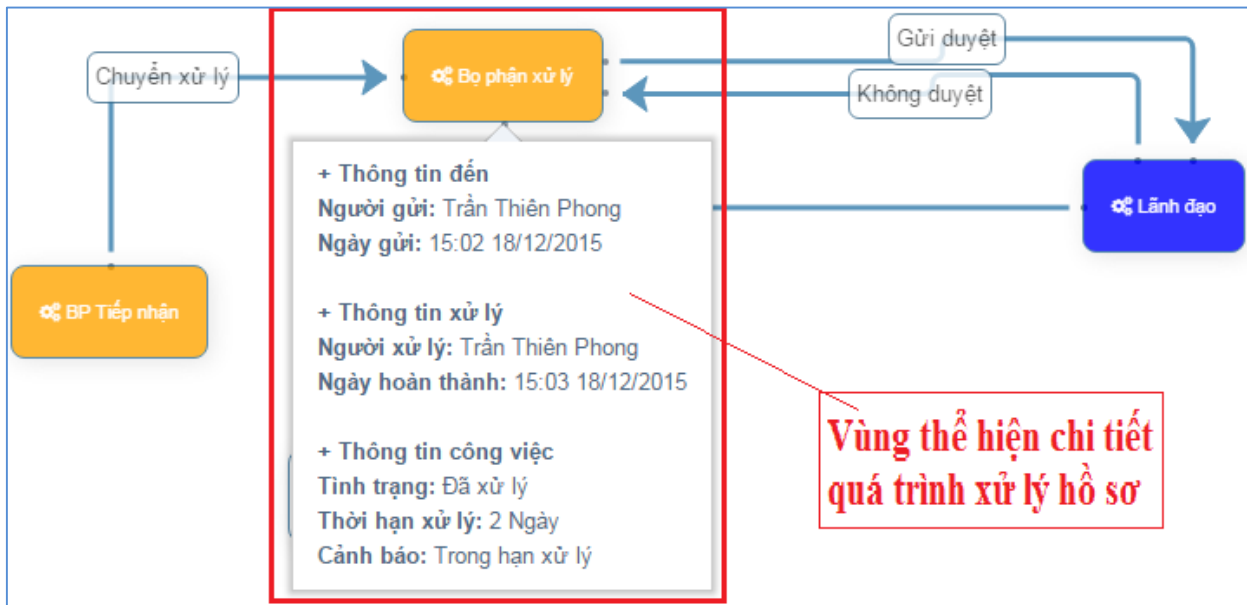 Gửi duyệt
Chuyển xử lý
Bọ phận xử lý
Không duyệt
+ Thông tin đến
Người gửi: Trần Thiên Phong
Ngày gửi: 15:02 18/12/2015
Lãnh đạo
BP Tiếp nhận
+ Thông tin xử lý
Người xử lý: Trần Thiên Phong
Ngày hoàn thành: 15:03 18/12/2015
+ Thông tin công việc
Tình trạng: Đã xử lý
Thời hạn xử lý: 2 Ngày
Cảnh báo: Trong hạn xử lý
Vùng thể hiện chi tiết
quá trình xử lý hồ sơ